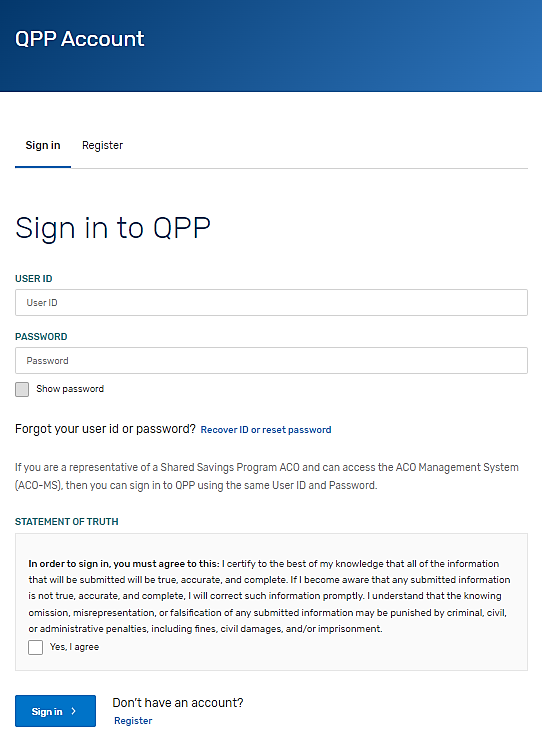 QPP Account
Sign in Register
Sign in to QPP
USER ID
User ID
PASSWORD
Password
Show password
Forgot your user id or password? Recover ID or reset password
If you are a representative of a Shared Savings Program ACO and can access the ACO Management System
(ACO-MS), then you can sign in to QPP using the same User ID and Password.
STATEMENT OF TRUTH
In order to sign in, you must agree to this: I certify to the best of my knowledge that all of the information
that will be submitted will be true, accurate, and complete. If I become aware that any submitted information
is not true, accurate, and complete, I will correct such information promptly. I understand that the knowing
omission, misrepresentation, or falsification of any submitted information may be punished by criminal, civil,
or administrative penalties, including fines, civil damages, and/or imprisonment.
Yes, I agree
Sign in >
Don't have an account?
Register